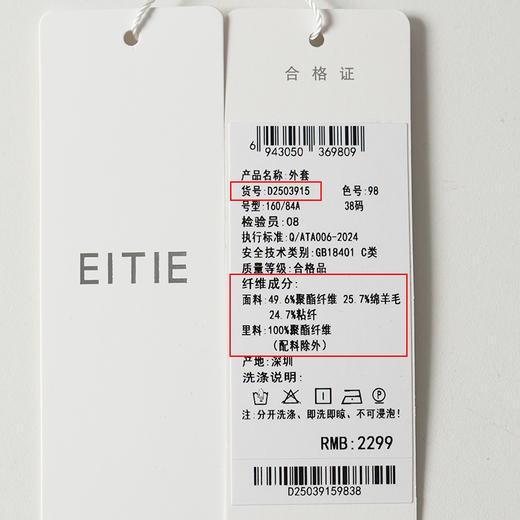 EITIE
合格证
6 943050 369809
产品名称:外套
货号:D2503915 色号:98
号型:160/84A 38码
检验员:08
执行标准:Q/ATA006-2024
安全技术类别:GB18401 C类
质量等级:合格品
纤维成分:
面料:49.6%聚酯纤维 25.7%绵羊毛
24.7%粘纤
里料:100%聚酯纤维
(配料除外)
产地:深圳
洗涤说明:
P
注:分开洗涤、即洗即晾、不可浸泡!
RMB:2299
D25039159838